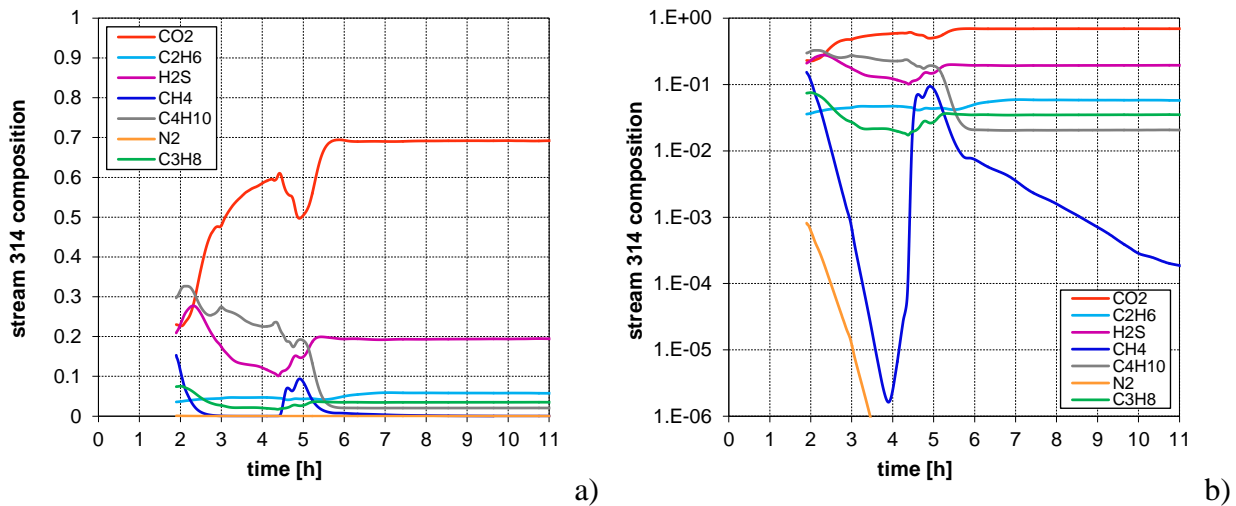 1
0.9
0.8
0.7
0.6
0.5
0.4
0.3
0.2
0.1
0
stream 314 composition
CO2
C2H6
H2S
CH4
C4H10
N2
C3H8
0 1 2 3 4 5 6 7 8 9 10 11
time [h]
a)
1.E+00
1.E-01
1.E-02
1.E-03
1.E-04
1.E-05
1.E-06
stream 314 composition
CO2
C2H6
H2S
CH4
C4H10
N2
C3H8
0 1 2 3 4 5 6 7 8 9 10 11
time [h]
b)